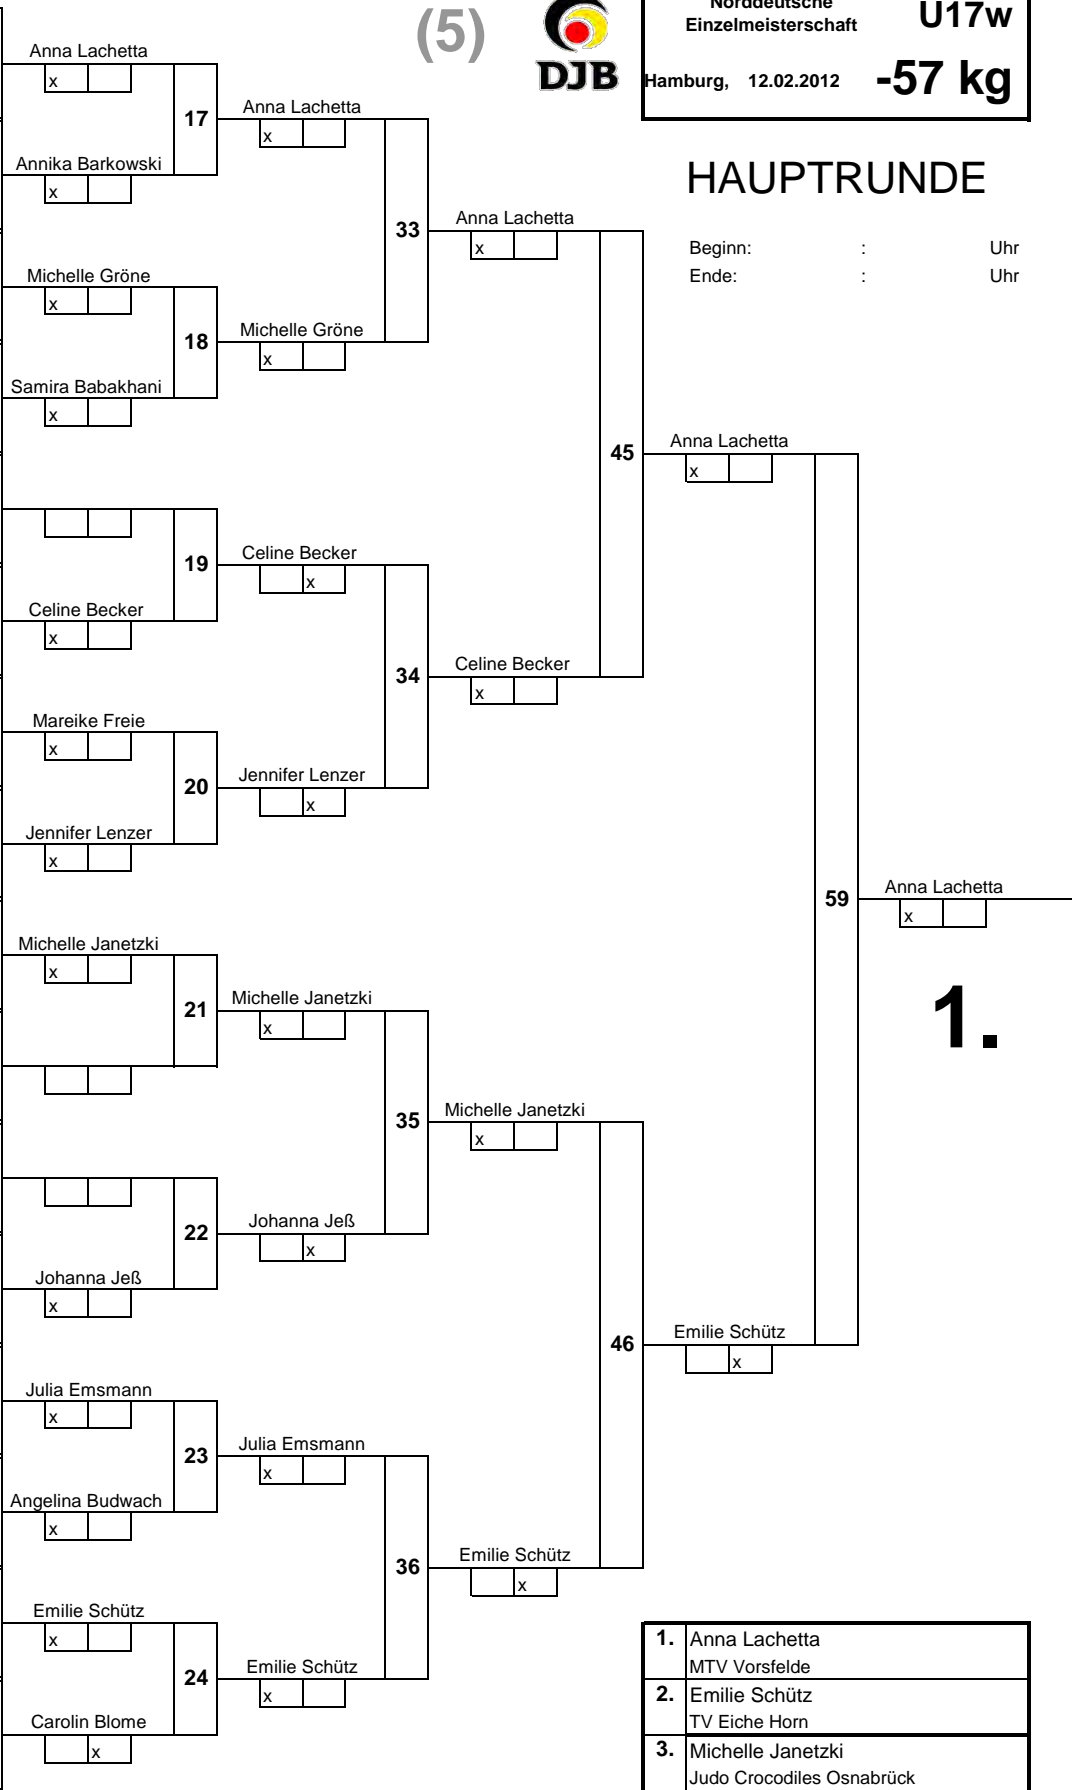 (5)
DJB
Norddeutsche
Einzelmeisterschaft
U17w
Hamburg, 12.02.2012
-57 kg
HAUPTRUNDE
Beginn: : Uhr
Ende: : Uhr
Anna Lachetta
x
17
Annika Barkowski
x
Anna Lachetta
x
33
Michelle Gröne
x
18
Samira Babakhani
x
Michelle Gröne
x
Anna Lachetta
x
45
19
Celine Becker
x
Celine Becker
x
34
Mareike Freie
x
20
Jennifer Lenzer
x
Jennifer Lenzer
x
Celine Becker
x
Anna Lachetta
x
59
Anna Lachetta
x
1.
Michelle Janetzki
x
21
Michelle Janetzki
x
35
22
Johanna Jeß
x
Johanna Jeß
x
Michelle Janetzki
x
46
Emilie Schütz
x
Julia Emsmann
x
23
Angelina Budwach
x
Julia Emsmann
x
36
Emilie Schütz
x
Emilie Schütz
x
24
Carolin Blome
x
Emilie Schütz
x
1. Anna Lachetta
MTV Vorsfelde
2. Emilie Schütz
TV Eiche Horn
3. Michelle Janetzki
Judo Crocodiles Osnabrück